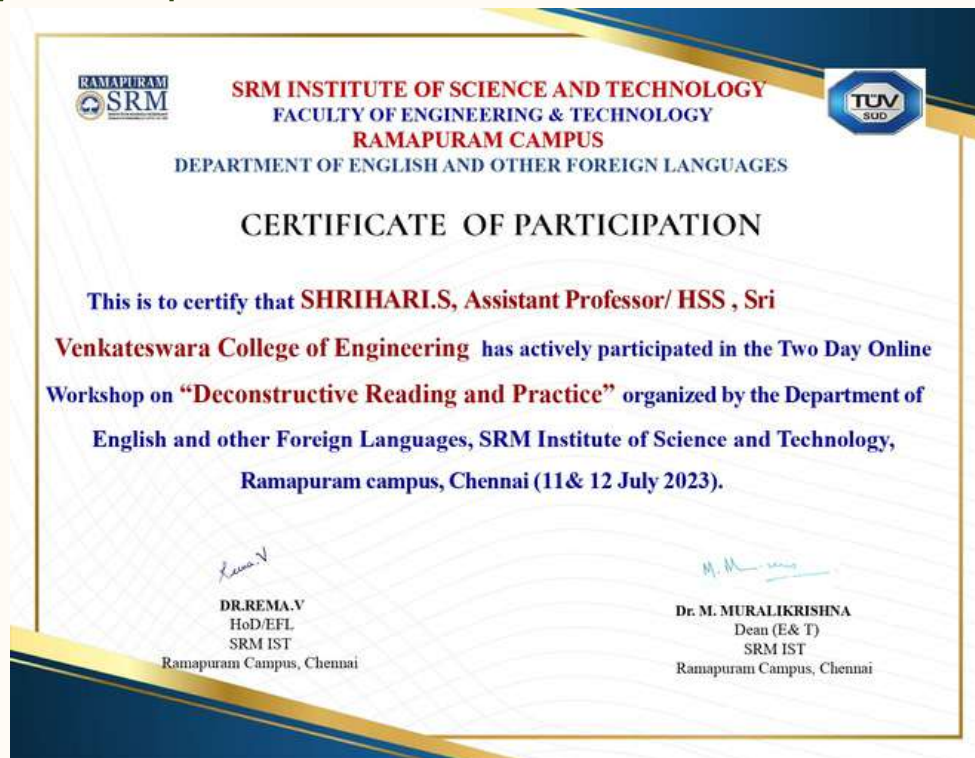 RAMAPURAM
SRM
SRM INSTITUTE OF SCIENCE AND TECHNOLOGY
FACULTY OF ENGINEERING & TECHNOLOGY
RAMAPURAM CAMPUS
DEPARTMENT OF ENGLISH AND OTHER FOREIGN LANGUAGES
TÜV
SÜD
CERTIFICATE OF PARTICIPATION
This is to certify that SHRIHARI.S, Assistant Professor/ HSS , Sri
Venkateswara College of Engineering has actively participated in the Two Day Online
Workshop on “Deconstructive Reading and Practice” organized by the Department of
English and other Foreign Languages, SRM Institute of Science and Technology,
Ramapuram campus, Chennai (11& 12 July 2023).
Rema.V
DR.REMA.V
HoD/EFL
SRM IST
Ramapuram Campus, Chennai
Dr. M. MURALIKRISHNA
Dean (E& T)
SRM IST
Ramapuram Campus, Chennai